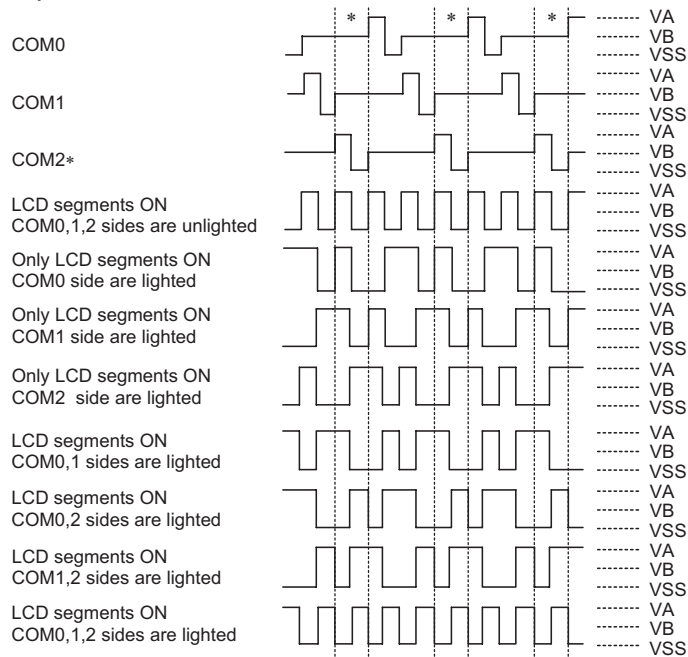 * * *
COM0
VA
VB
VSS
COM1
VA
VB
VSS
COM2*
VA
VB
VSS
LCD segments ON
COM0,1,2 sides are unlighted
VA
VB
VSS
Only LCD segments ON
COM0 side are lighted
VA
VB
VSS
Only LCD segments ON
COM1 side are lighted
VA
VB
VSS
Only LCD segments ON
COM2 side are lighted
VA
VB
VSS
LCD segments ON
COM0,1 sides are lighted
VA
VB
VSS
LCD segments ON
COM0,2 sides are lighted
VA
VB
VSS
LCD segments ON
COM1,2 sides are lighted
VA
VB
VSS
LCD segments ON
COM0,1,2 sides are lighted
VA
VB
VSS